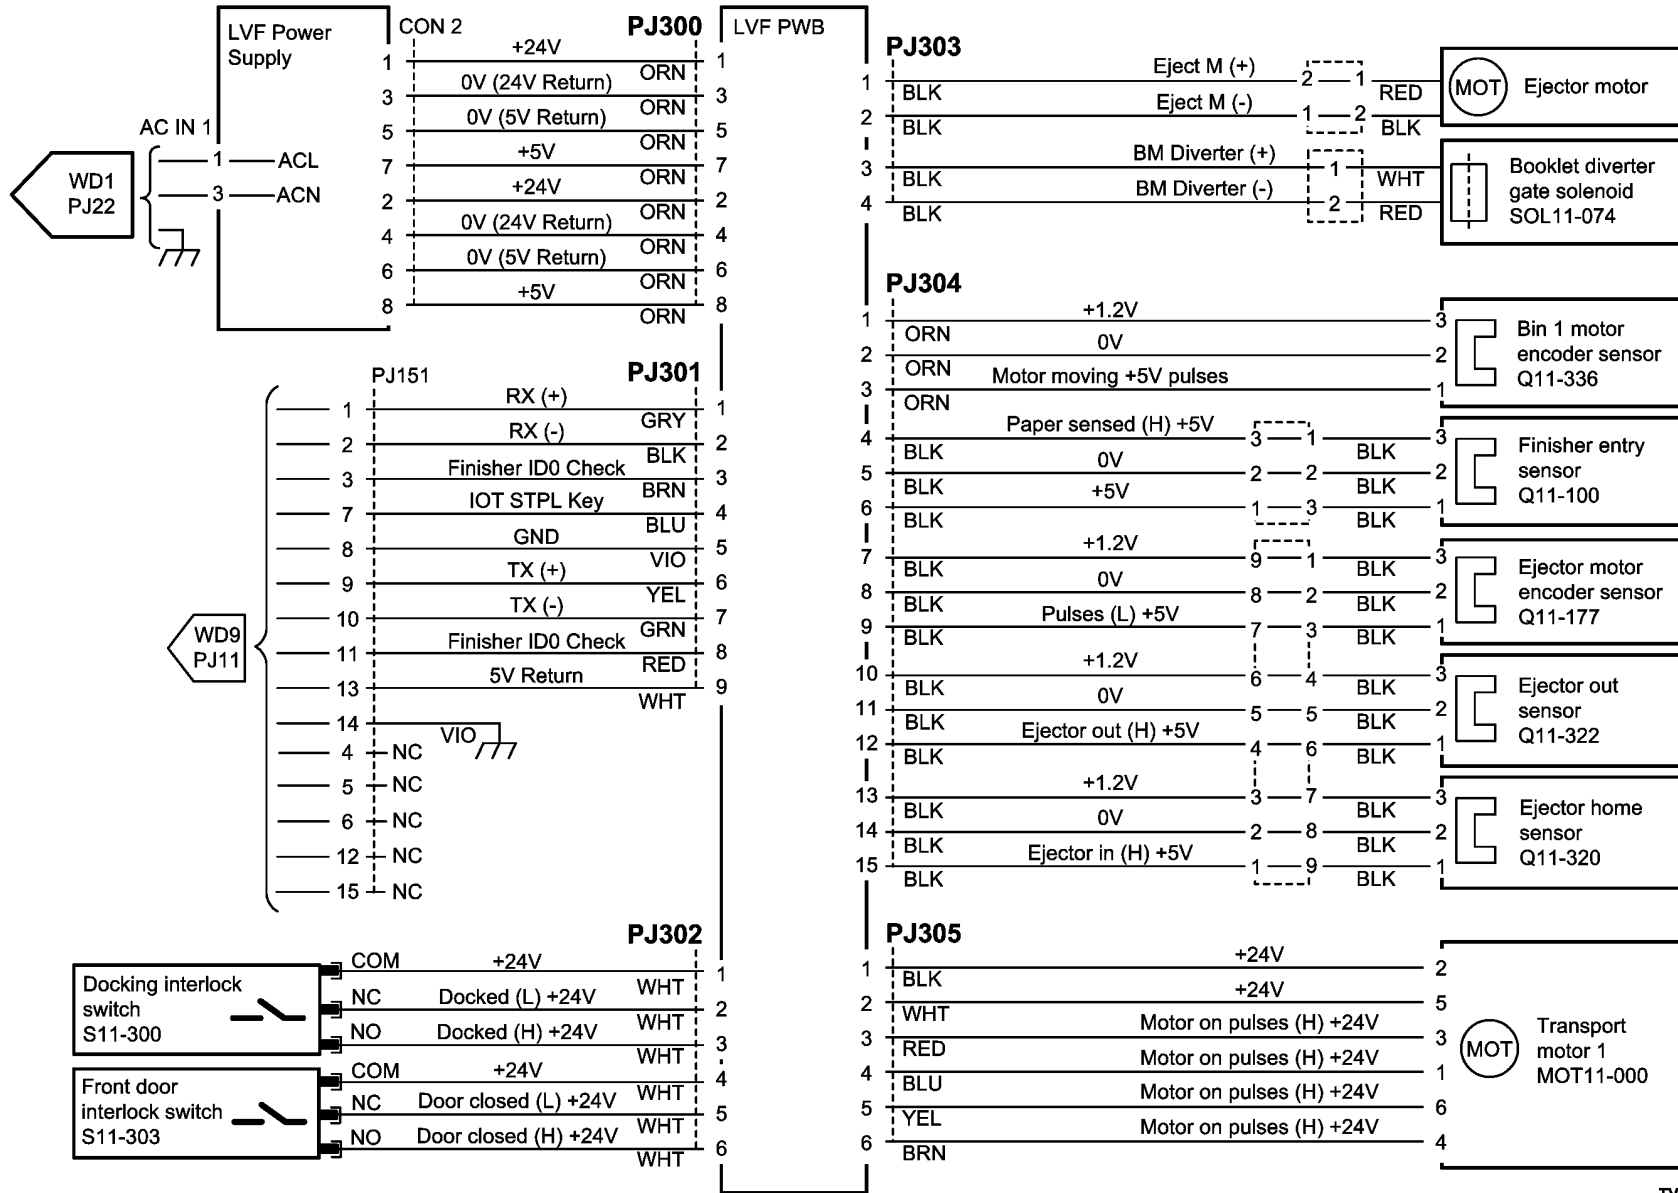 LVF Power
Supply
CON 2
PJ300
LVF PWB
1 +24V ORN 1
3 0V (24V Return) ORN 3
5 0V (5V Return) ORN 5
7 +5V ORN 7
2 +24V ORN 2
4 0V (24V Return) ORN 4
6 0V (5V Return) ORN 6
8 +5V ORN 8
AC IN 1
1 ACL
3 ACN
WD1
PJ22
PJ151
PJ301
1 RX (+) GRY 1
2 RX (-) BLK 2
3 Finisher ID0 Check BRN 3
7 IOT STPL Key BLU 4
8 GND VIO 5
9 TX (+) YEL 6
10 TX (-) GRN 7
11 Finisher ID0 Check RED 8
13 5V Return WHT 9
14 VIO
4 NC
5 NC
6 NC
12 NC
15 NC
WD9
PJ11
PJ302
Docking interlock
switch
S11-300
COM +24V WHT 1
NC Docked (L) +24V WHT 2
NO Docked (H) +24V WHT 3
Front door
interlock switch
S11-303
COM +24V WHT 4
NC Door closed (L) +24V WHT 5
NO Door closed (H) +24V WHT 6
PJ303
1 BLK Eject M (+) 2 1 RED
2 BLK Eject M (-) 1 2 BLK
MOT Ejector motor
3 BLK BM Diverter (+) 1 WHT
4 BLK BM Diverter (-) 2 RED
Booklet diverter
gate solenoid
SOL11-074
PJ304
1 ORN +1.2V 3
2 ORN 0V 2
3 ORN Motor moving +5V pulses 1
Bin 1 motor
encoder sensor
Q11-336
4 BLK Paper sensed (H) +5V 3 1 BLK 3
5 BLK 0V 2 2 BLK 2
6 BLK +5V 1 3 BLK 1
Finisher entry
sensor
Q11-100
7 BLK +1.2V 9 1 BLK 3
8 BLK 0V 8 2 BLK 2
9 BLK Pulses (L) +5V 7 3 BLK 1
Ejector motor
encoder sensor
Q11-177
10 BLK +1.2V 6 4 BLK 3
11 BLK 0V 5 5 BLK 2
12 BLK Ejector out (H) +5V 4 6 BLK 1
Ejector out
sensor
Q11-322
13 BLK +1.2V 3 7 BLK 3
14 BLK 0V 2 8 BLK 2
15 BLK Ejector in (H) +5V 1 9 BLK 1
Ejector home
sensor
Q11-320
PJ305
1 BLK +24V 2
2 WHT +24V 5
3 RED Motor on pulses (H) +24V 3
4 BLU Motor on pulses (H) +24V 1
5 YEL Motor on pulses (H) +24V 6
6 BRN Motor on pulses (H) +24V 4
MOT
Transport
motor 1
MOT11-000